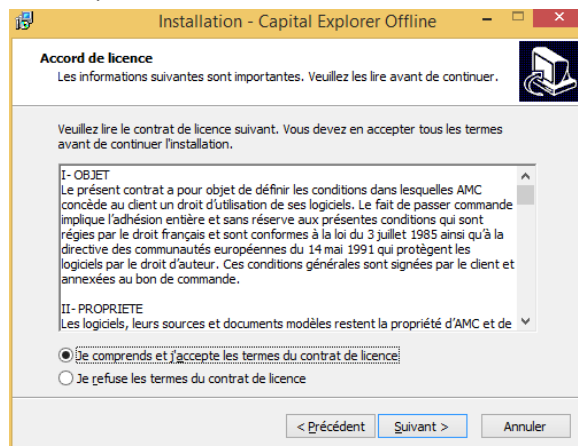 Installation - Capital Explorer Offline
Accord de licence
Les informations suivantes sont importantes. Veuillez les lire avant de continuer.
Veuillez lire le contrat de licence suivant. Vous devez en accepter tous les termes
avant de continuer l'installation.
I- OBJET
Le présent contrat a pour objet de définir les conditions dans lesquelles AMC
concède au client un droit d'utilisation de ses logiciels. Le fait de passer commande
implique l'adhésion entière et sans réserve aux présentes conditions qui sont
régies par le droit français et sont conformes à la loi du 3 juillet 1985 ainsi qu'à la
directive des communautés européennes du 14 mai 1991 qui protègent les
logiciels par le droit d'auteur. Ces conditions générales sont signées par le client et
annexées au bon de commande.
II- PROPRIETE
Les logiciels, leurs sources et documents modèles restent la propriété d'AMC et de
Je comprends et j'accepte les termes du contrat de licence
Je refuse les termes du contrat de licence
< Précédent
Suivant >
Annuler